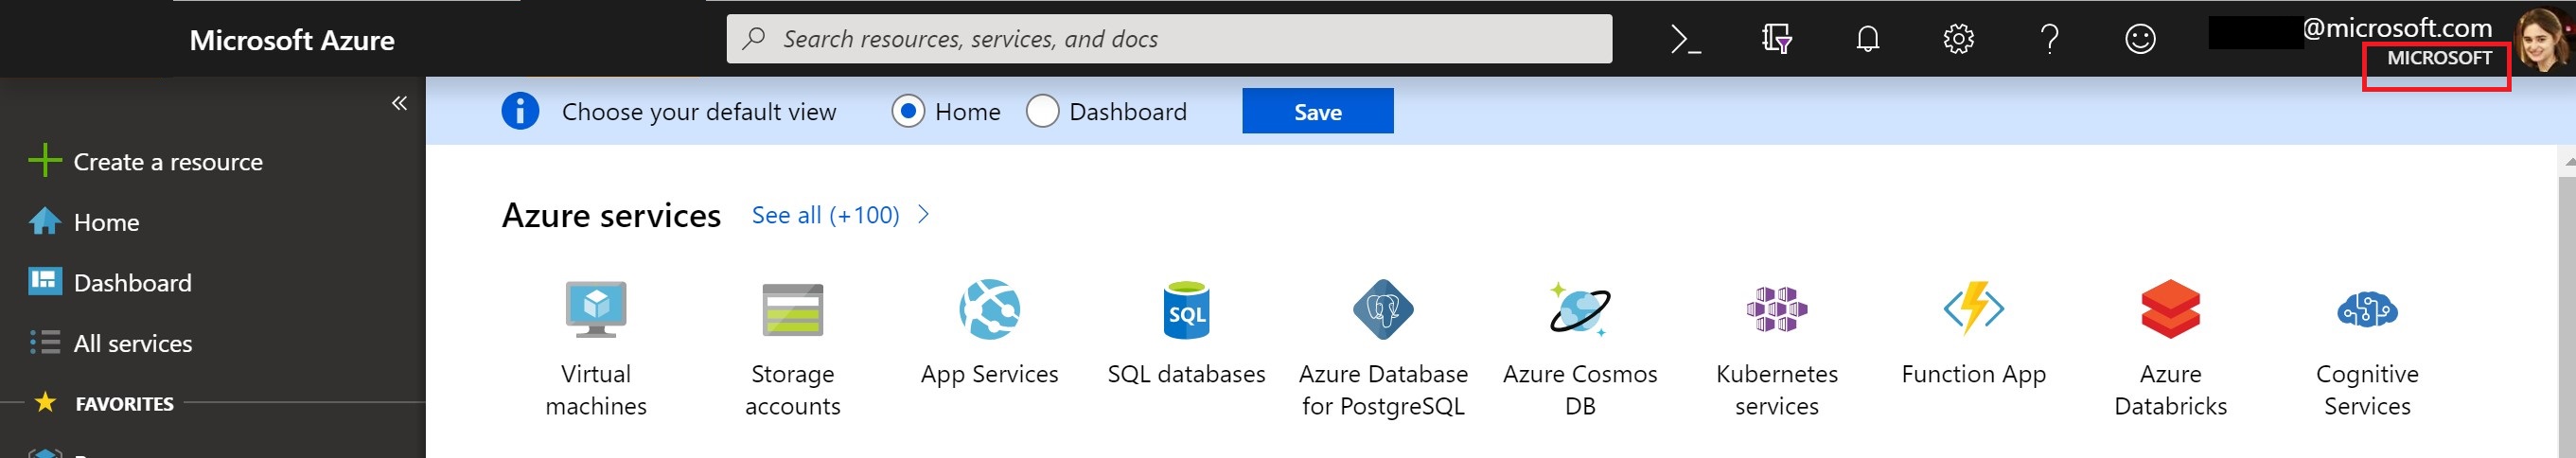 Microsoft Azure
Search resources, services, and docs
@microsoft.com
MICROSOFT
Choose your default view
Home
Dashboard
Save
Create a resource
Home
Dashboard
All services
FAVORITES
Azure services
See all (+100)
Virtual
machines
Storage
accounts
App Services
SQL
SQL databases
Azure Database
for PostgreSQL
Azure Cosmos
DB
Kubernetes
services
Function App
Azure
Databricks
Cognitive
Services